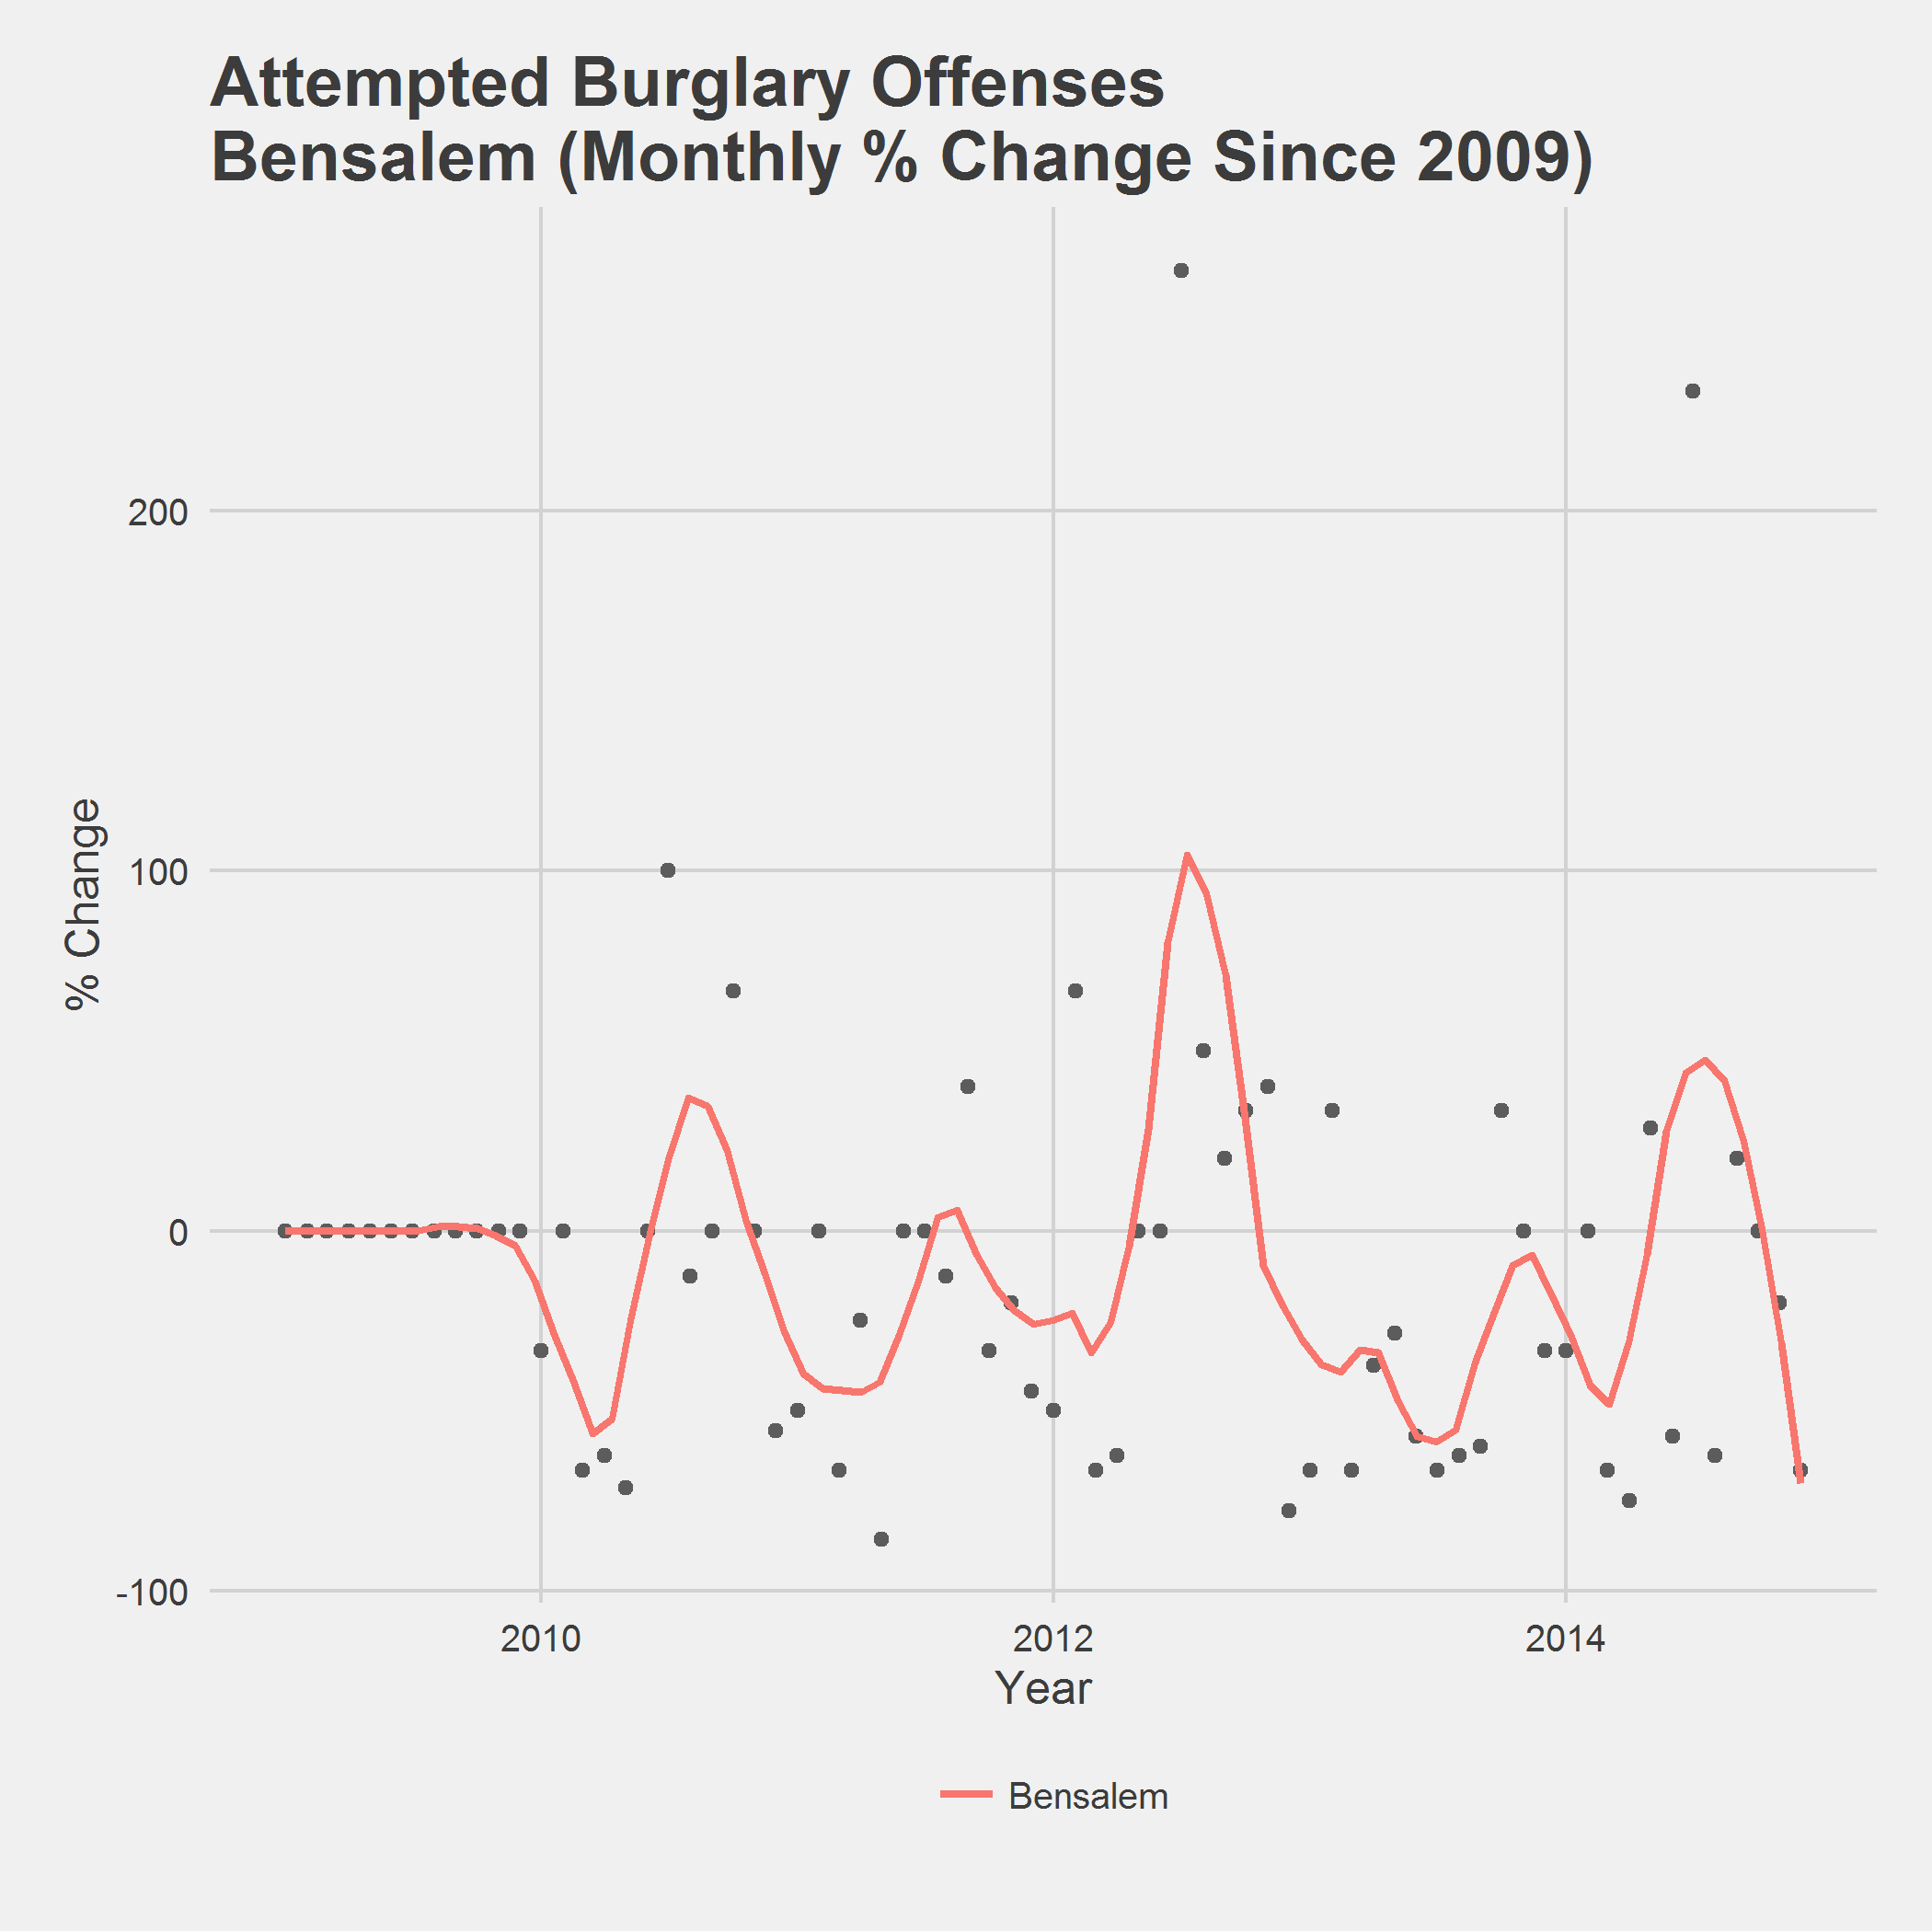 Attempted Burglary Offenses
Bensalem (Monthly % Change Since 2009)
% Change
200
100
0
-100
2010 2012 2014
Year
Bensalem